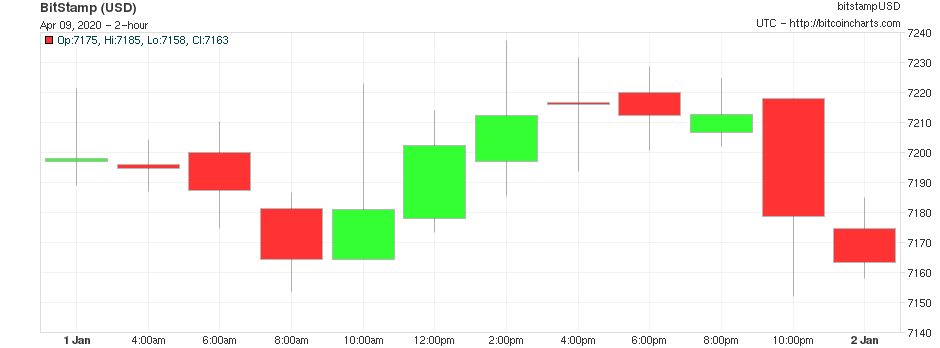 BitStamp (USD)
bitstampUSD
Apr 09, 2020 - 2-hour
UTC - http://bitcoincharts.com
Op:7175, Hi:7185, Lo:7158, Cl:7163
7240
7230
7220
7210
7200
7190
7180
7170
7160
7150
7140
1 Jan 4:00am 6:00am 8:00am 10:00am 12:00pm 2:00pm 4:00pm 6:00pm 8:00pm 10:00pm 2 Jan